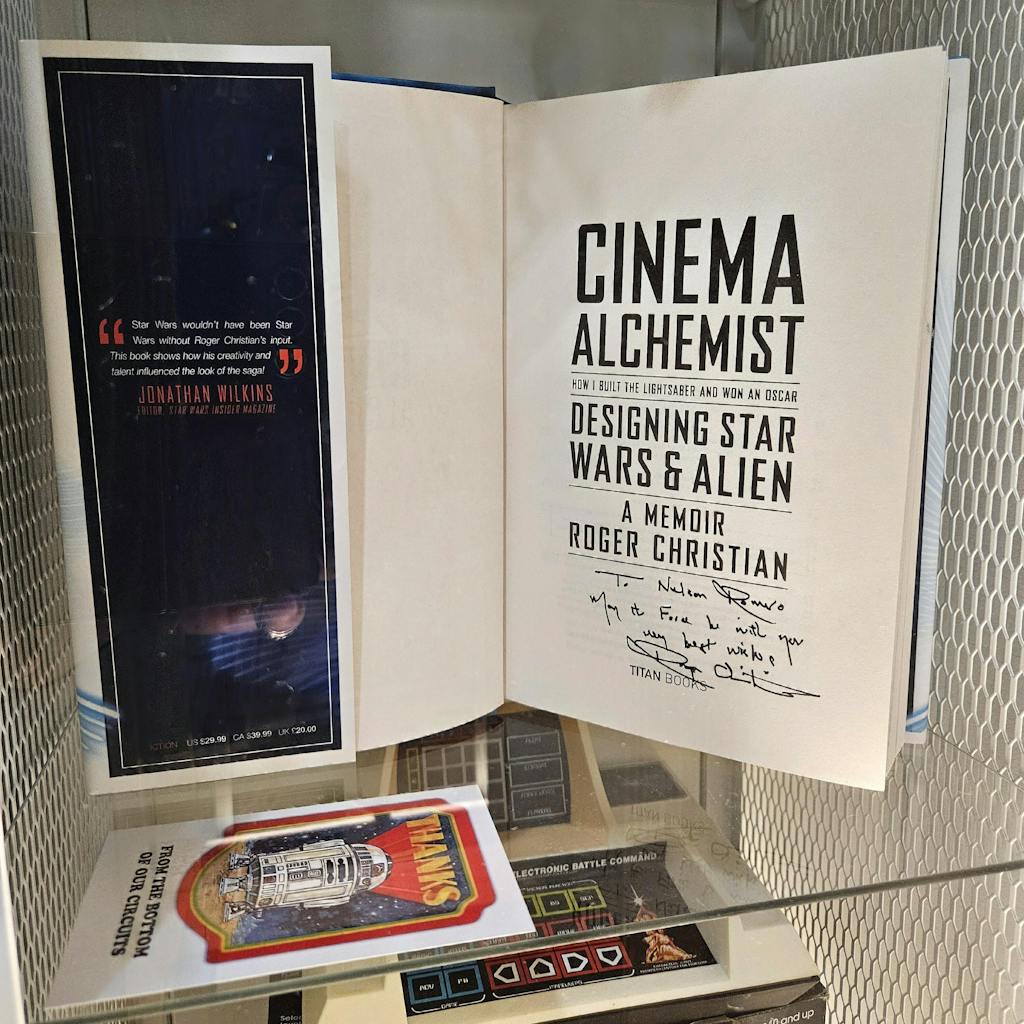 Star Wars wouldn't have been Star
Wars without Roger Christian's input.
This book shows how his creativity and
talent influenced the look of the saga!
JONATHAN WILKINS
EDITOR, STAR WARS INSIDER MAGAZINE
US $29.99 CA $39.99 UK £20.00
CINEMA
ALCHEMIST
HOW I BUILT THE LIGHTSABER AND WON AN OSCAR
DESIGNING STAR
WARS & ALIEN
A MEMOIR
ROGER CHRISTIAN
To Nelson Romero
May the Force be with you
very best wishes
Roger Christian
TITAN BOOKS
THANKS
FROM THE BOTTOM
OF OUR CIRCUITS
ELECTRONIC BATTLE COMMAND
and up